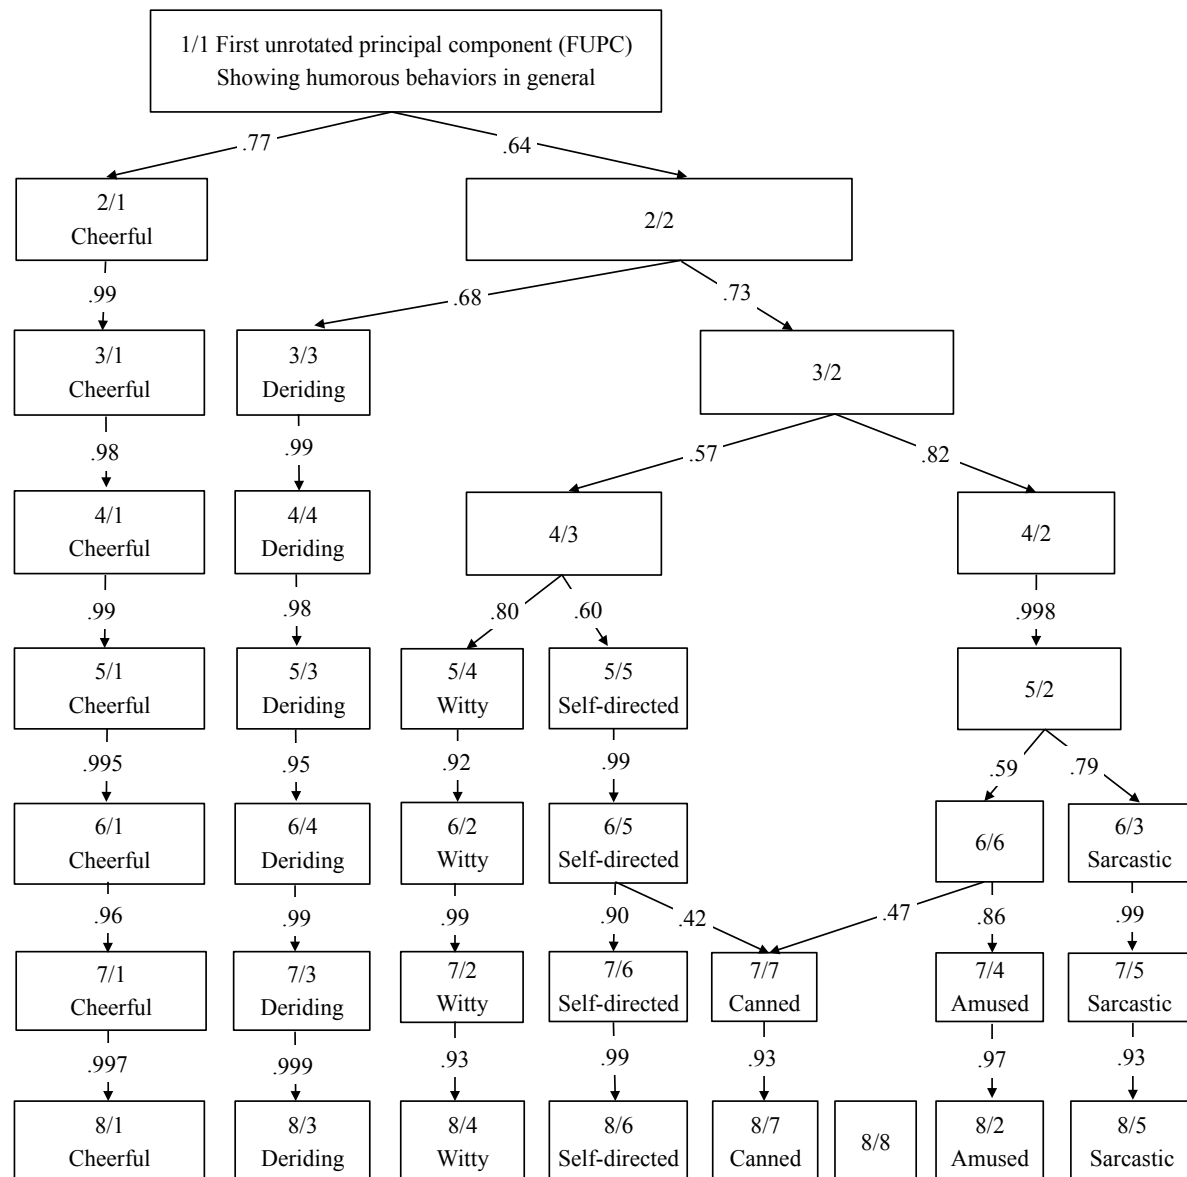 1/1 First unrotated principal component (FUPC)
Showing humorous behaviors in general
.77
.64
2/1
Cheerful
2/2
.99
.68
.73
3/1
Cheerful
3/3
Deriding
3/2
.98
.99
.57
.82
4/1
Cheerful
4/4
Deriding
4/3
4/2
.99
.98
.80
.60
.998
5/1
Cheerful
5/3
Deriding
5/4
Witty
5/5
Self-directed
5/2
.995
.95
.92
.99
.59
.79
6/1
Cheerful
6/4
Deriding
6/2
Witty
6/5
Self-directed
6/6
6/3
Sarcastic
.96
.99
.99
.90
.42
.47
.86
.99
7/1
Cheerful
7/3
Deriding
7/2
Witty
7/6
Self-directed
7/7
Canned
7/4
Amused
7/5
Sarcastic
.997
.999
.93
.99
.93
.97
.93
8/1
Cheerful
8/3
Deriding
8/4
Witty
8/6
Self-directed
8/7
Canned
8/8
8/2
Amused
8/5
Sarcastic